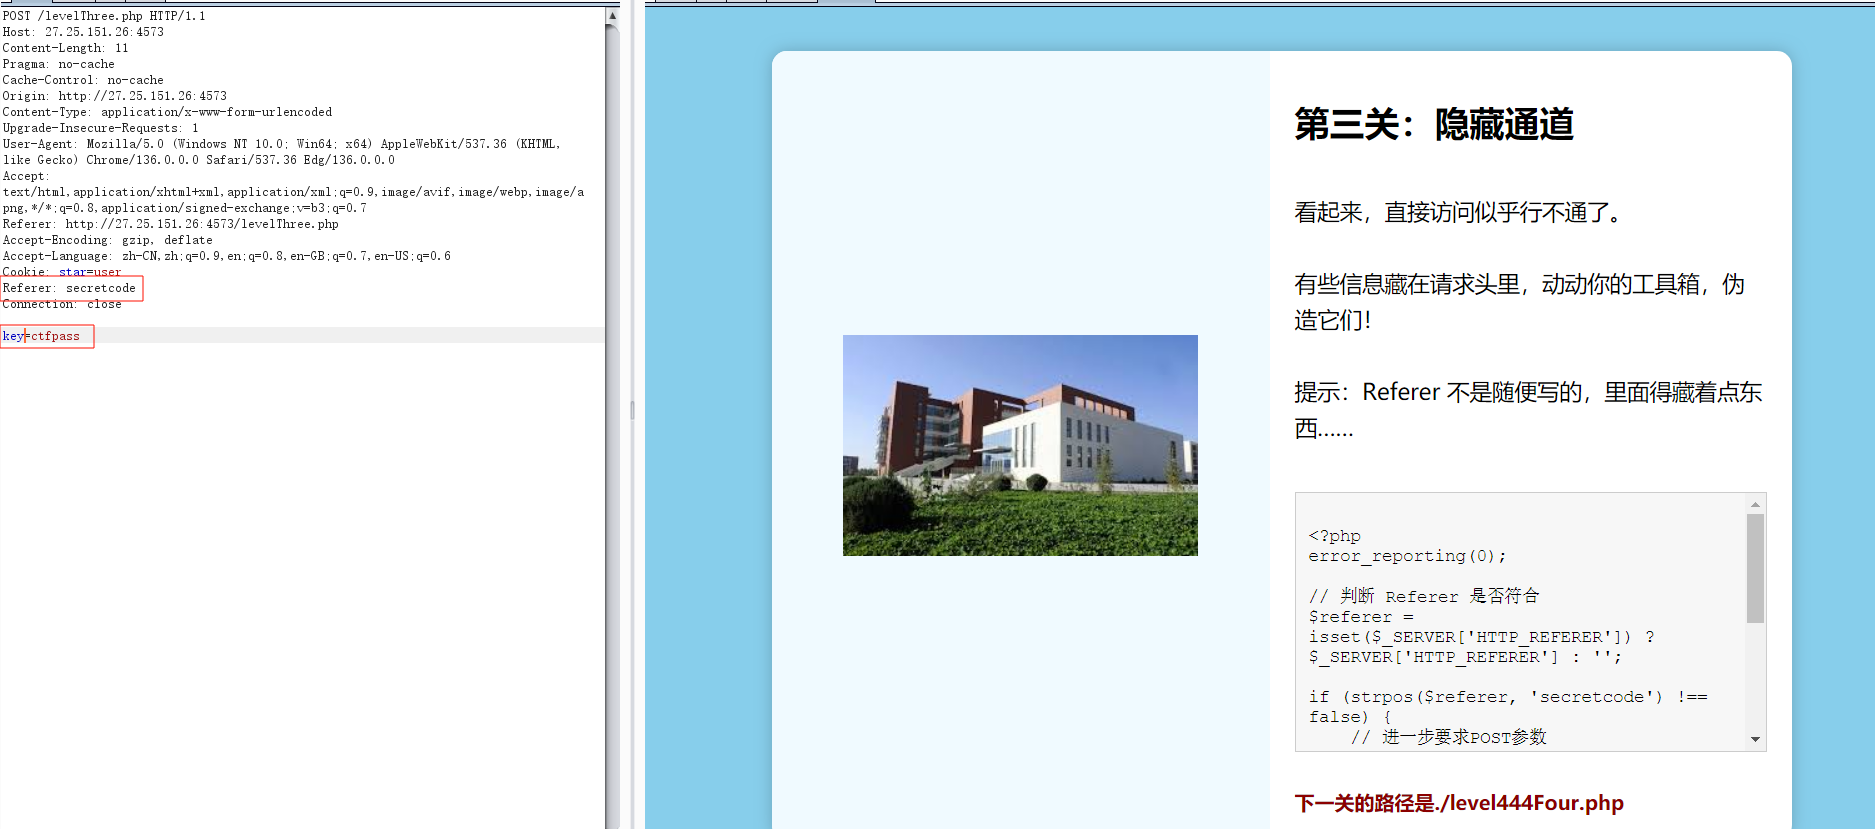 POST /levelThree.php HTTP/1.1
Host: 27.25.151.26:4573
Content-Length: 11
Pragma: no-cache
Cache-Control: no-cache
Origin: http://27.25.151.26:4573
Content-Type: application/x-www-form-urlencoded
Upgrade-Insecure-Requests: 1
User-Agent: Mozilla/5.0 (Windows NT 10.0; Win64; x64) AppleWebKit/537.36 (KHTML,
like Gecko) Chrome/136.0.0.0 Safari/537.36 Edg/136.0.0.0
Accept:
text/html,application/xhtml+xml,application/xml;q=0.9,image/avif,image/webp,image/a
png,*/*;q=0.8,application/signed-exchange;v=b3;q=0.7
Referer: http://27.25.151.26:4573/levelThree.php
Accept-Encoding: gzip, deflate
Accept-Language: zh-CN,zh;q=0.9,en;q=0.8,en-GB;q=0.7,en-US;q=0.6
Cookie: star=user
Referer: secretcode
Connection: close
key=ctfpass
第三关：隐藏通道
看起来，直接访问似乎行不通了。
有些信息藏在请求头里，动动你的工具箱，伪
造它们！
提示：Referer 不是随便写的，里面得藏着点东
西……
<?php
error_reporting(0);
// 判断 Referer 是否符合
$referer =
isset($_SERVER['HTTP_REFERER']) ?
$_SERVER['HTTP_REFERER'] : '';
if (strpos($referer, 'secretcode') !==
false) {
// 进一步要求POST参数
下一关的路径是./level444Four.php